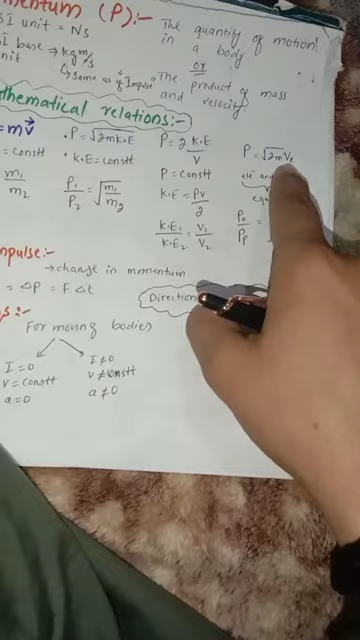 mentum (P):-
The quantity of motion
in a body
or
The product of mass
and velocity
SI unit = Ns
SI base → kgm/s
unit
↳ Same as of "Impulse"
Mathematical relations:-
= mv⃗
= constt
m₁/m₂
• P = √2mK.E
• K.E = constt
P₁/P₂ = √m₁/m₂
P = 2 K.E/V
P = constt
K.E = PV/2
K.E₁/K.E₂ = V₁/V₂
P = √2mVe
Pe/Pp =
mpulse:-
→ change in momentum
= ΔP = FΔt
Direction
For moving bodies
I = 0
V = constt
a = 0
I ≠ 0
V ≠ constt
a ≠ 0